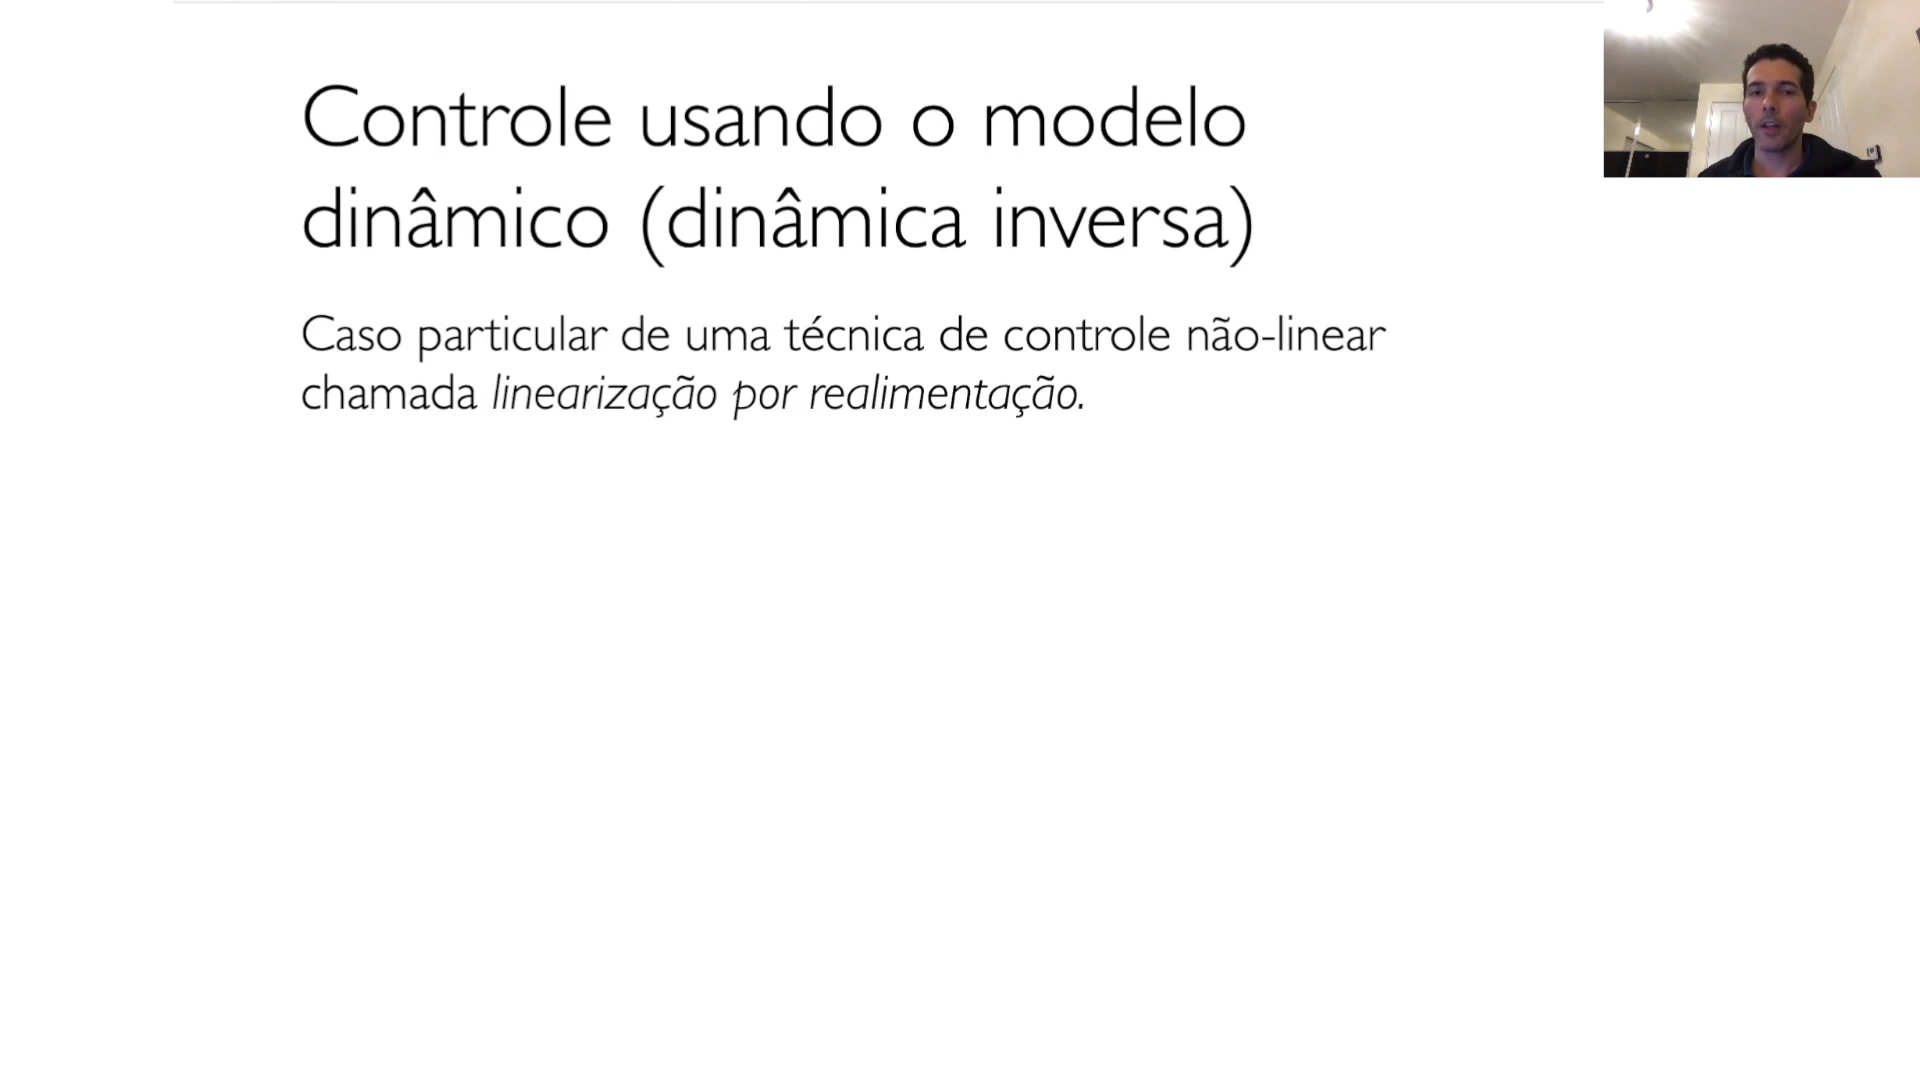 Controle usando o modelo
dinâmico (dinâmica inversa)
Caso particular de uma técnica de controle não-linear
chamada linearização por realimentação.